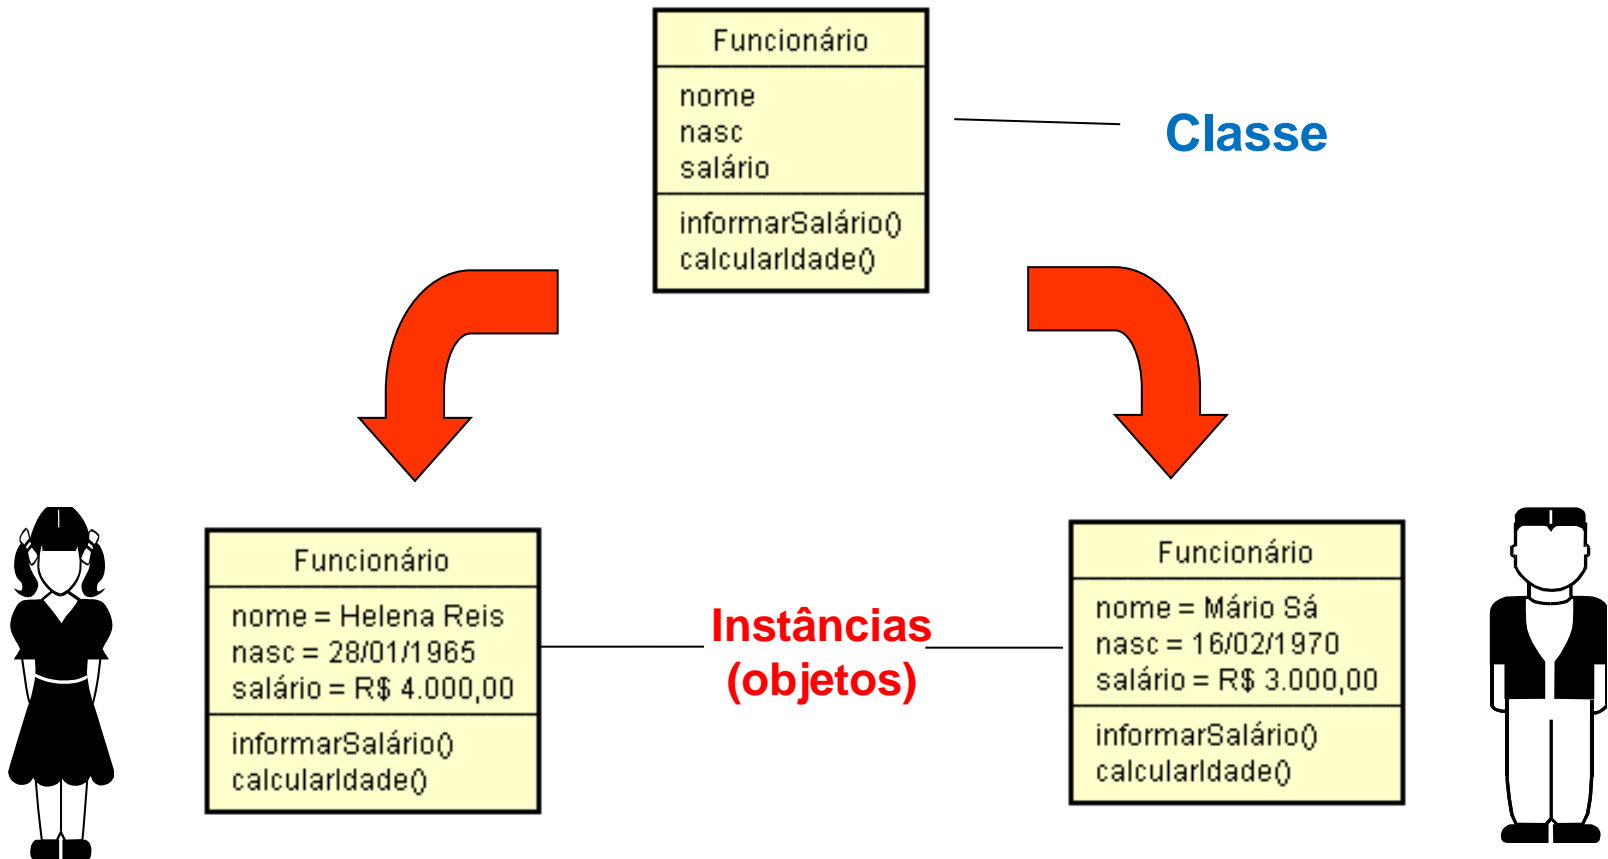 Funcionário
nome
nasc
salário
informarSalário()
calcularIdade()
Classe
Funcionário
nome = Helena Reis
nasc = 28/01/1965
salário = R$ 4.000,00
informarSalário()
calcularIdade()
Instâncias
(objetos)
Funcionário
nome = Mário Sá
nasc = 16/02/1970
salário = R$ 3.000,00
informarSalário()
calcularIdade()